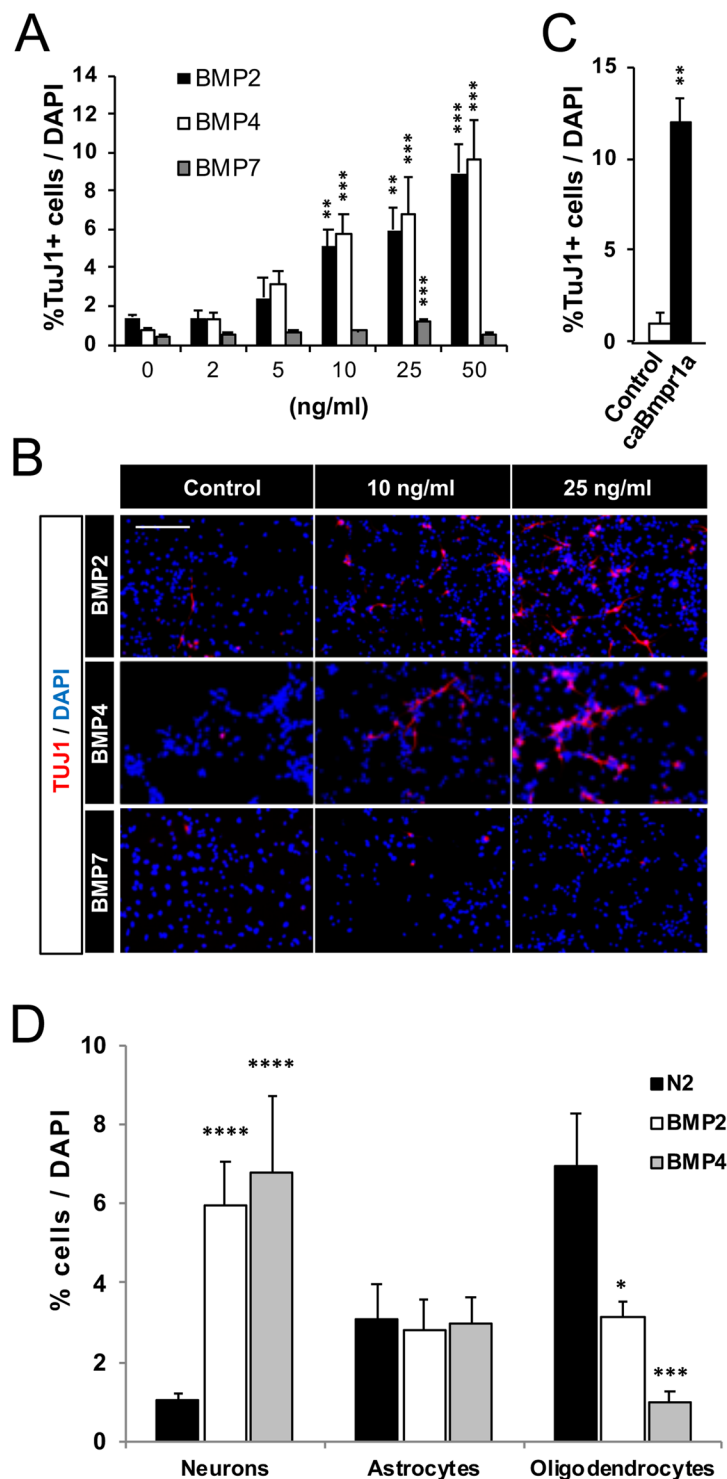 A
%TuJ1+ cells / DAPI
14
12
10
8
6
4
2
0
BMP2
BMP4
BMP7
** *** ** *** *** *** ***
0 2 5 10 25 50
(ng/ml)
C
%TuJ1+ cells / DAPI
15
10
5
0
**
Control
caBmpr1a
B
Control 10 ng/ml 25 ng/ml
TUJ1 / DAPI
BMP2
BMP4
BMP7
D
% cells / DAPI
10
8
6
4
2
0
**** **** * ***
N2
BMP2
BMP4
Neurons Astrocytes Oligodendrocytes